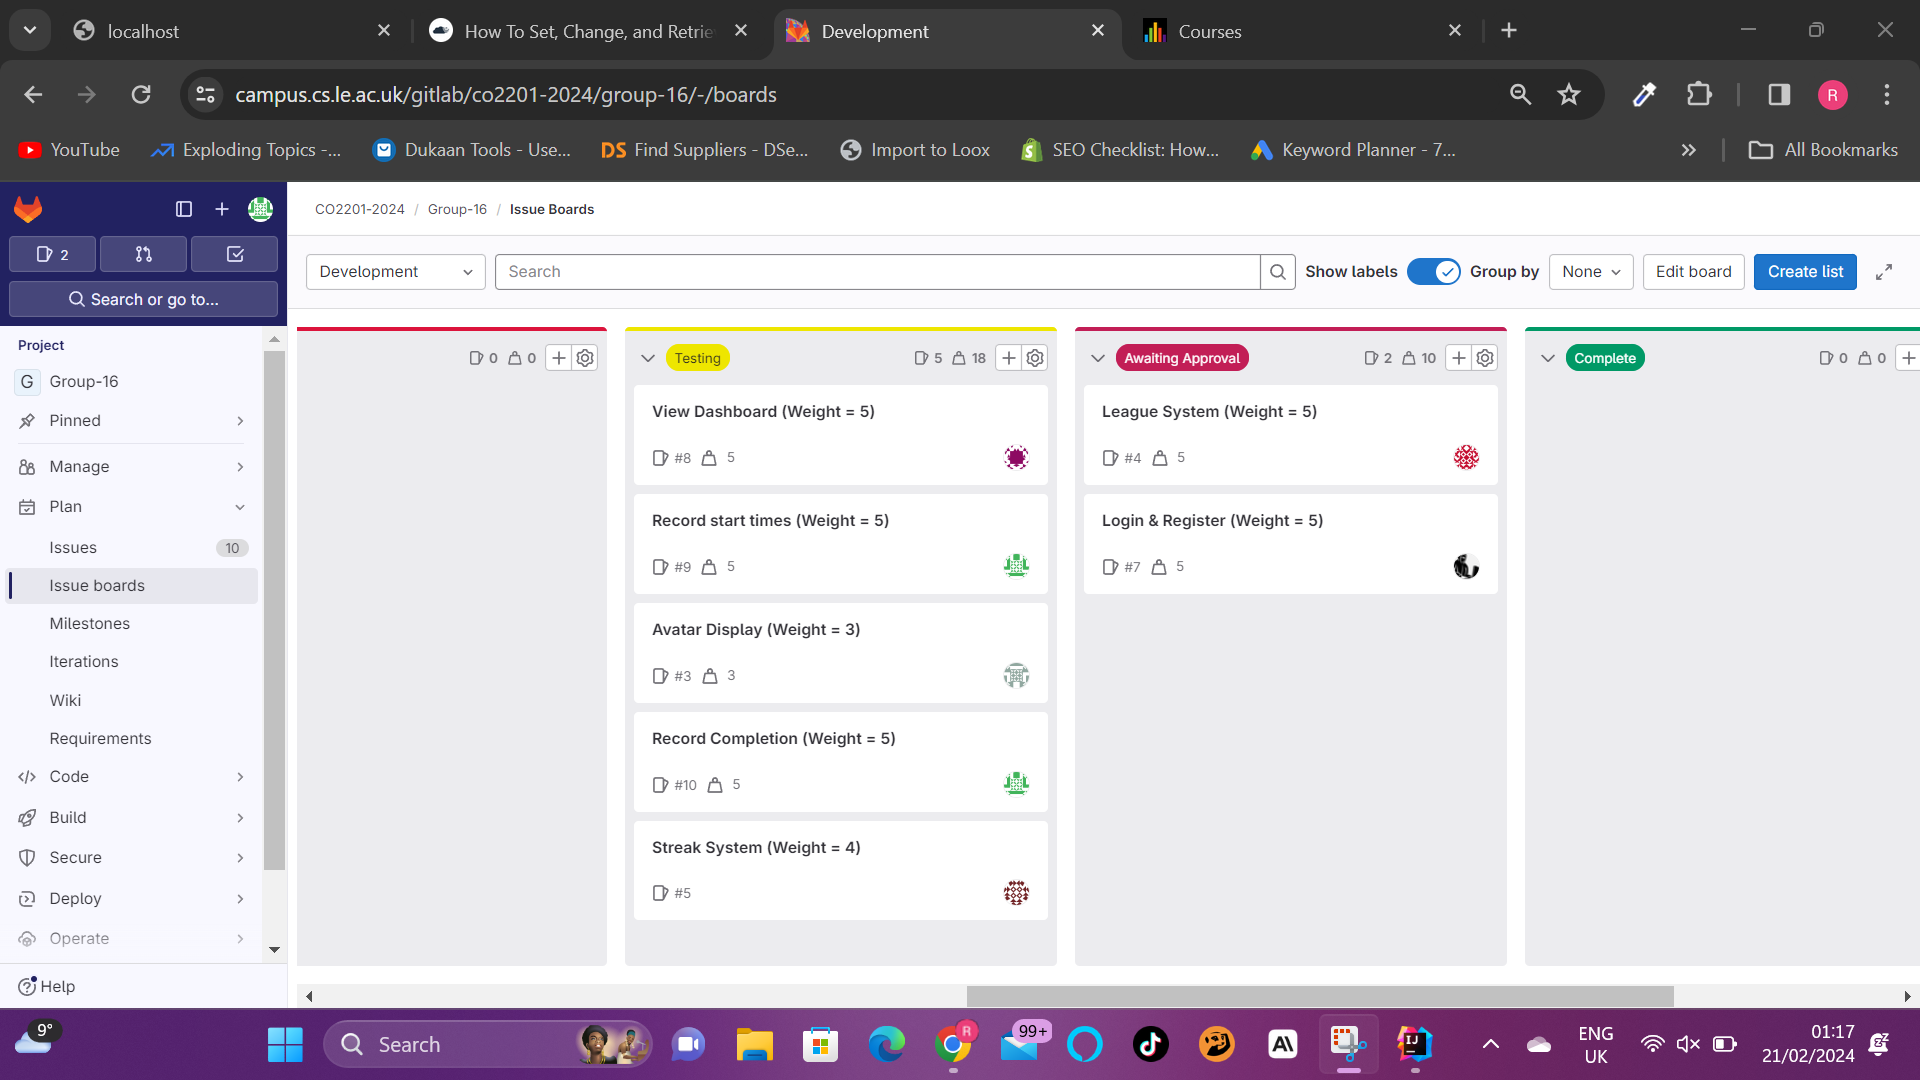 localhost
How To Set, Change, and Retrie
Development
Courses
campus.cs.le.ac.uk/gitlab/co2201-2024/group-16/-/boards
R
YouTube
Exploding Topics -...
Dukaan Tools - Use...
DS Find Suppliers - DSe...
Import to Loox
SEO Checklist: How...
Keyword Planner - 7...
All Bookmarks
2
Search or go to...
Project
G Group-16
Pinned
Manage
Plan
Issues 10
Issue boards
Milestones
Iterations
Wiki
Requirements
Code
Build
Secure
Deploy
Operate
Help
CO2201-2024 / Group-16 / Issue Boards
Development
Search
Show labels
Group by
None
Edit board
Create list
0 0
Testing 5 18
View Dashboard (Weight = 5)
#8 5
Record start times (Weight = 5)
#9 5
Avatar Display (Weight = 3)
#3 3
Record Completion (Weight = 5)
#10 5
Streak System (Weight = 4)
#5
Awaiting Approval 2 10
League System (Weight = 5)
#4 5
Login & Register (Weight = 5)
#7 5
Complete 0 0
9°
Search
R
99+
A\
IJ
ENG
UK
01:17
21/02/2024